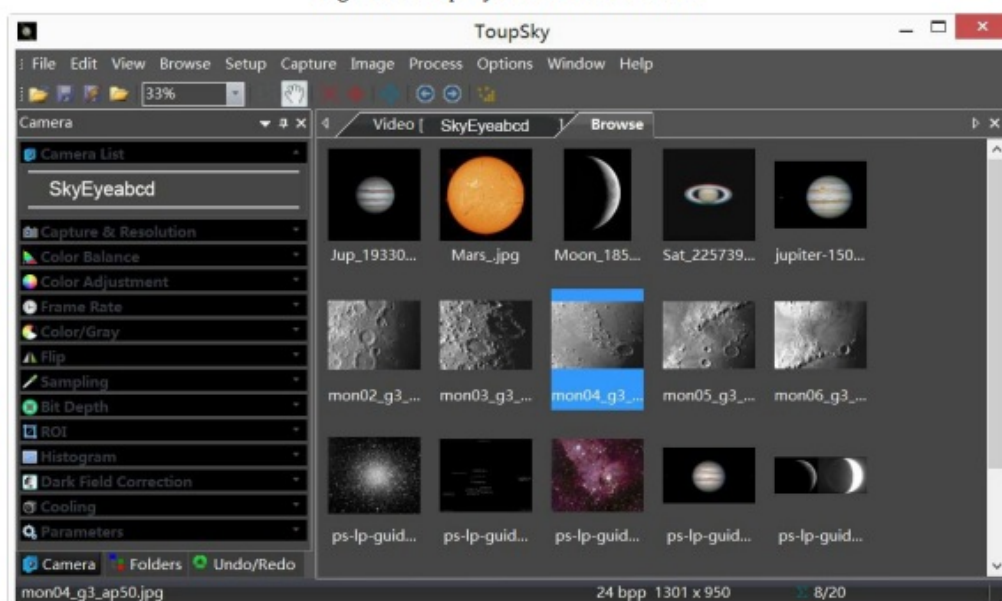 ToupSky
File Edit View Browse Setup Capture Image Process Options Window Help
33%
Camera
Video [ SkyEyeabcd ] Browse
Camera List
SkyEyeabcd
Capture & Resolution
Color Balance
Color Adjustment
Frame Rate
Color/Gray
Flip
Sampling
Bit Depth
ROI
Histogram
Dark Field Correction
Cooling
Parameters
Camera Folders Undo/Redo
Jup_19330... Mars_.jpg Moon_185... Sat_225739... jupiter-150...
mon02_g3_... mon03_g3_... mon04_g3_... mon05_g3_... mon06_g3_...
ps-lp-guid... ps-lp-guid... ps-lp-guid... ps-lp-guid... ps-lp-guid...
mon04_g3_ap50.jpg 24 bpp 1301 x 950 Σ 8/20